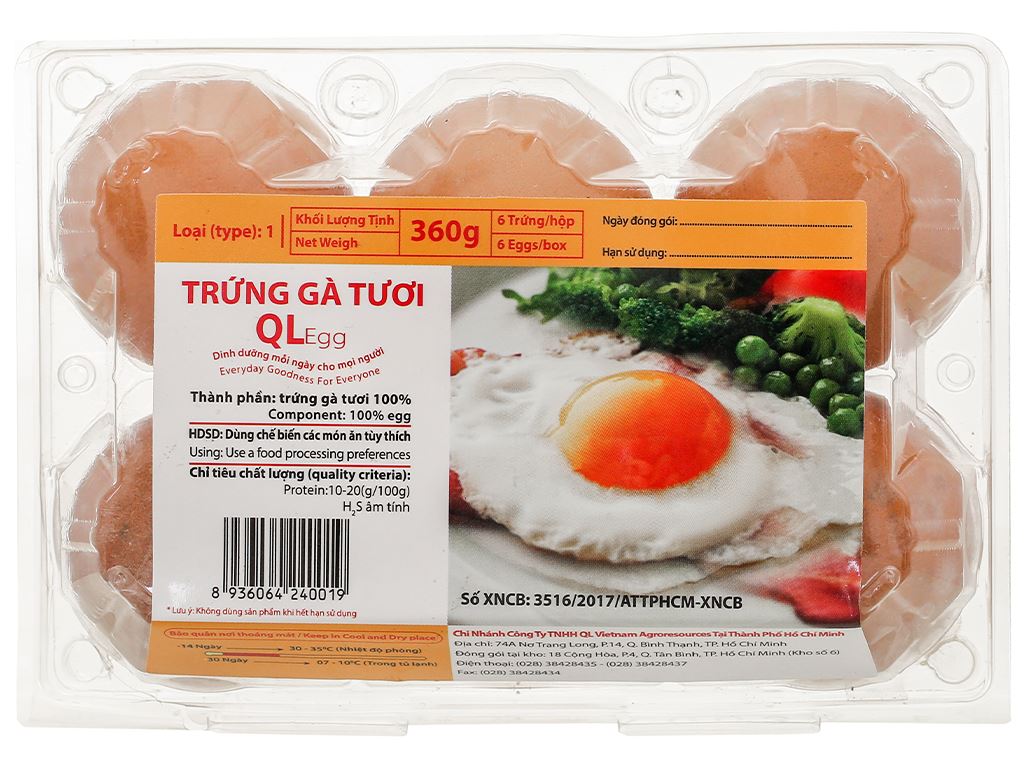 Loại (type): 1
Khối Lượng Tịnh
Net Weigh
360g
6 Trứng/hộp
6 Eggs/box
Ngày đóng gói:
Hạn sử dụng:
TRỨNG GÀ TƯƠI
QL Egg
Dinh dưỡng mỗi ngày cho mọi người
Everyday Goodness For Everyone
Thành phần: trứng gà tươi 100%
Component: 100% egg
HDSD: Dùng chế biến các món ăn tùy thích
Using: Use a food processing preferences
Chỉ tiêu chất lượng (quality criteria):
Protein:10-20(g/100g)
H₂S âm tính
8 936064 240019
* Lưu ý: Không dùng sản phẩm khi hết hạn sử dụng
Số XNCB: 3516/2017/ATTPHCM-XNCB
Bảo quản nơi thoáng mát / Keep in Cool and Dry place
14 Ngày 30 - 35°C (Nhiệt độ phòng)
30 Ngày 07 - 10°C (Trong tủ lạnh)
Chi Nhánh Công Ty TNHH QL Vietnam Agroresources Tại Thành Phố Hồ Chí Minh
Địa chỉ: 74A Nơ Trang Long, P.14, Q. Bình Thạnh, TP. Hồ Chí Minh
Đóng gói tại kho: 18 Cộng Hòa, P.4, Q. Tân Bình, TP. Hồ Chí Minh (Kho số 6)
Điện thoại: (028) 38428435 - (028) 38428437
Fax: (028) 38428434